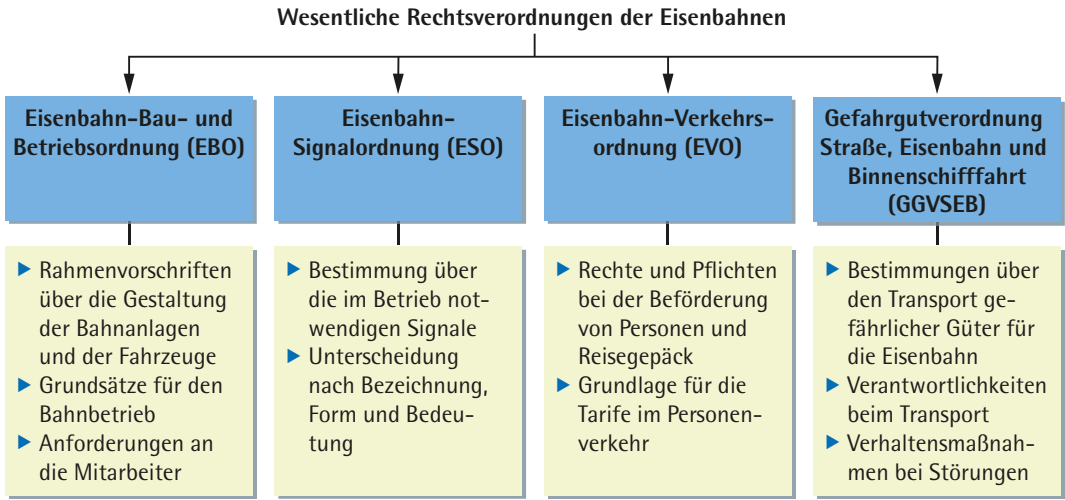 Wesentliche Rechtsverordnungen der Eisenbahnen
Eisenbahn-Bau- und
Betriebsordnung (EBO)
▶ Rahmenvorschriften
über die Gestaltung
der Bahnanlagen
und der Fahrzeuge
▶ Grundsätze für den
Bahnbetrieb
▶ Anforderungen an
die Mitarbeiter
Eisenbahn-
Signalordnung (ESO)
▶ Bestimmung über
die im Betrieb not-
wendigen Signale
▶ Unterscheidung
nach Bezeichnung,
Form und Bedeu-
tung
Eisenbahn-Verkehrs-
ordnung (EVO)
▶ Rechte und Pflichten
bei der Beförderung
von Personen und
Reisegepäck
▶ Grundlage für die
Tarife im Personen-
verkehr
Gefahrgutverordnung
Straße, Eisenbahn und
Binnenschifffahrt
(GGVSEB)
▶ Bestimmungen über
den Transport ge-
fährlicher Güter für
die Eisenbahn
▶ Verantwortlichkeiten
beim Transport
▶ Verhaltensmaßnah-
men bei Störungen